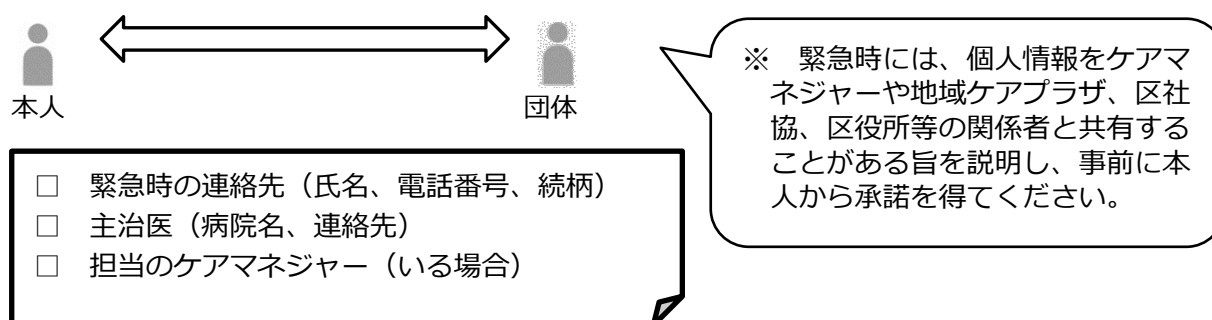 本人
団体
※　緊急時には、個人情報をケアマ
ネジャーや地域ケアプラザ、区社
協、区役所等の関係者と共有する
ことがある旨を説明し、事前に本
人から承諾を得てください。
□　緊急時の連絡先（氏名、電話番号、続柄）
□　主治医（病院名、連絡先）
□　担当のケアマネジャー（いる場合）